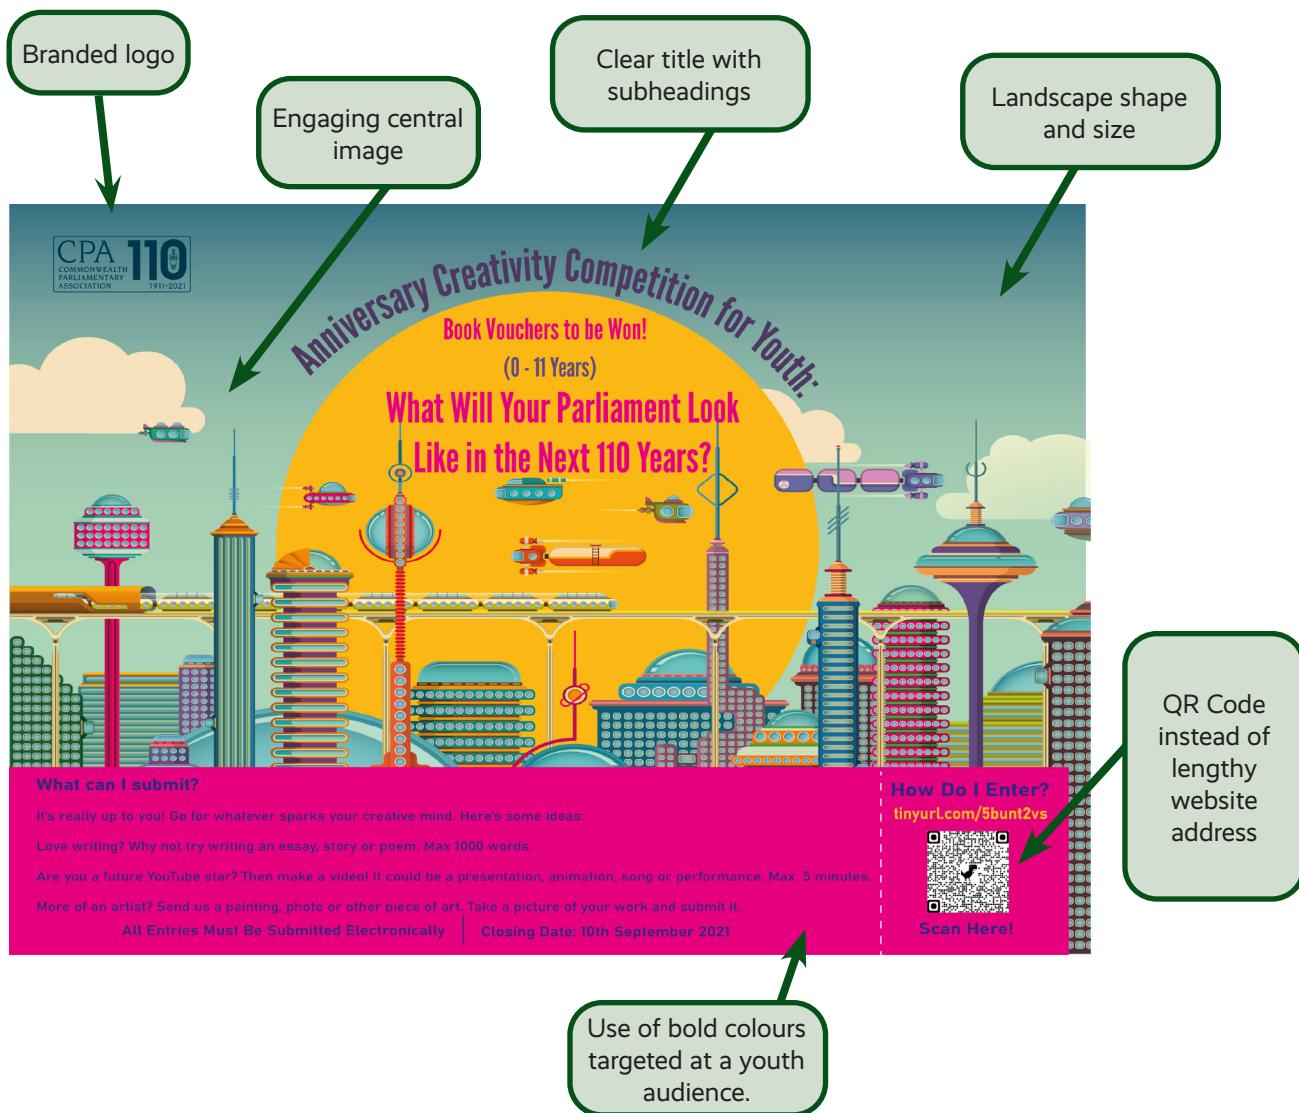 Branded logo
Engaging central
image
Clear title with
subheadings
Landscape shape
and size
CPA 110
COMMONWEALTH
PARLIAMENTARY
ASSOCIATION 1911-2021
Anniversary Creativity Competition for Youth:
Book Vouchers to be Won!
(0 - 11 Years)
What Will Your Parliament Look
Like in the Next 110 Years?
QR Code
instead of
lengthy
website
address
What can I submit?
It's really up to you! Go for whatever sparks your creative mind. Here's some ideas:
Love writing? Why not try writing an essay, story or poem. Max 1000 words.
Are you a future YouTube star? Then make a video! It could be a presentation, animation, song or performance. Max. 5 minutes.
More of an artist? Send us a painting, photo or other piece of art. Take a picture of your work and submit it.
All Entries Must Be Submitted Electronically
Closing Date: 10th September 2021
How Do I Enter?
tinyurl.com/5bunt2vs
Scan Here!
Use of bold colours
targeted at a youth
audience.